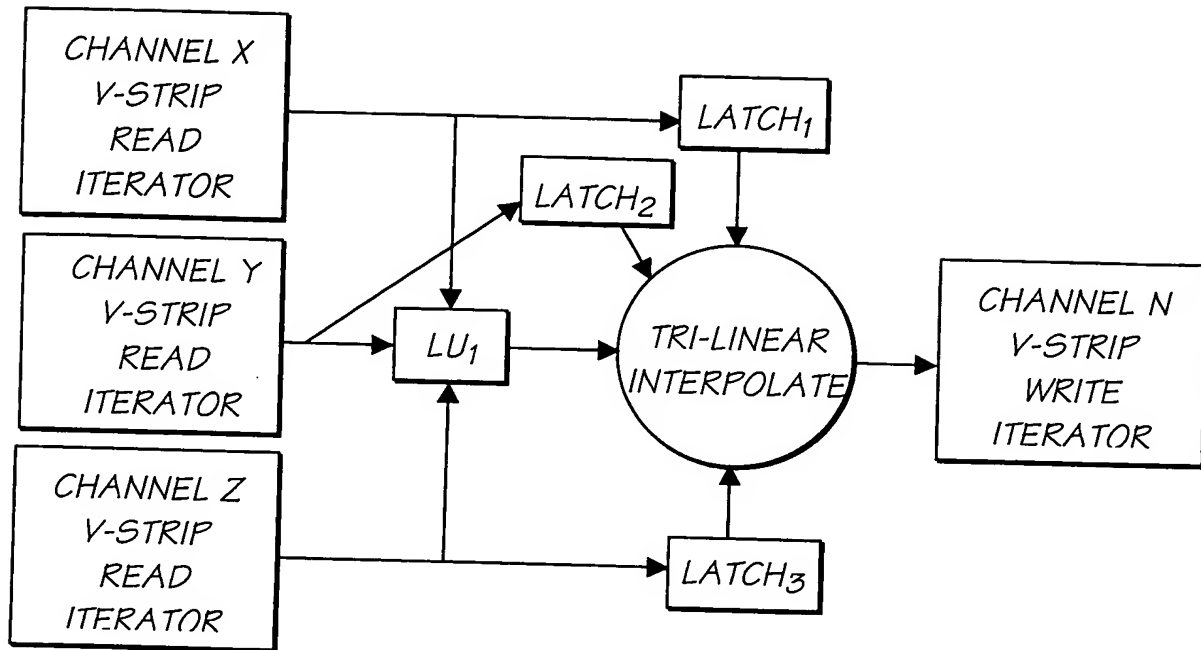 CHANNEL X
V-STRIP
READ
ITERATOR
LATCH1
LATCH2
CHANNEL Y
V-STRIP
READ
ITERATOR
LU1
TRI-LINEAR
INTERPOLATE
CHANNEL N
V-STRIP
WRITE
ITERATOR
CHANNEL Z
V-STRIP
READ
ITERATOR
LATCH3